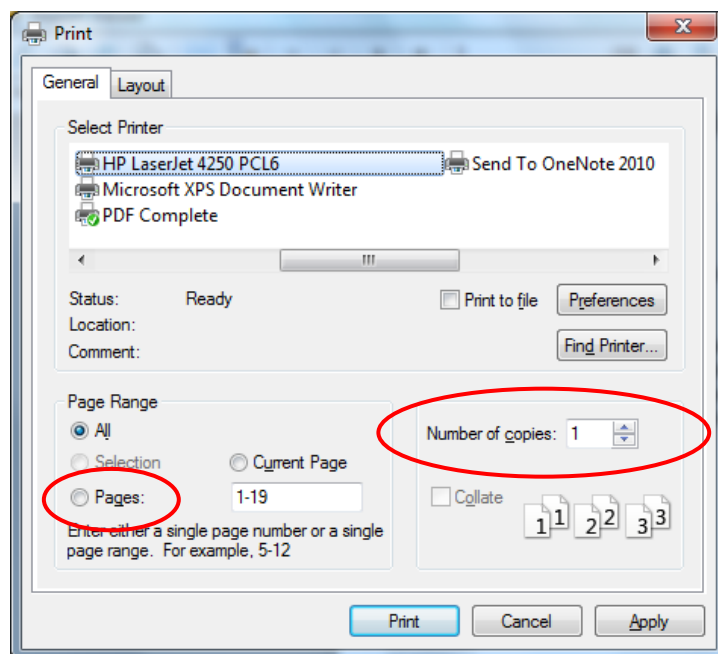 Print
X
General Layout
Select Printer
HP LaserJet 4250 PCL6 Send To OneNote 2010
Microsoft XPS Document Writer
PDF Complete
Status: Ready Print to file Preferences
Location:
Comment: Find Printer...
Page Range
All Number of copies: 1
Selection Current Page
Pages: 1-19 Collate
1 1 2 2 3 3
Enter either a single page number or a single
page range. For example, 5-12
Print Cancel Apply